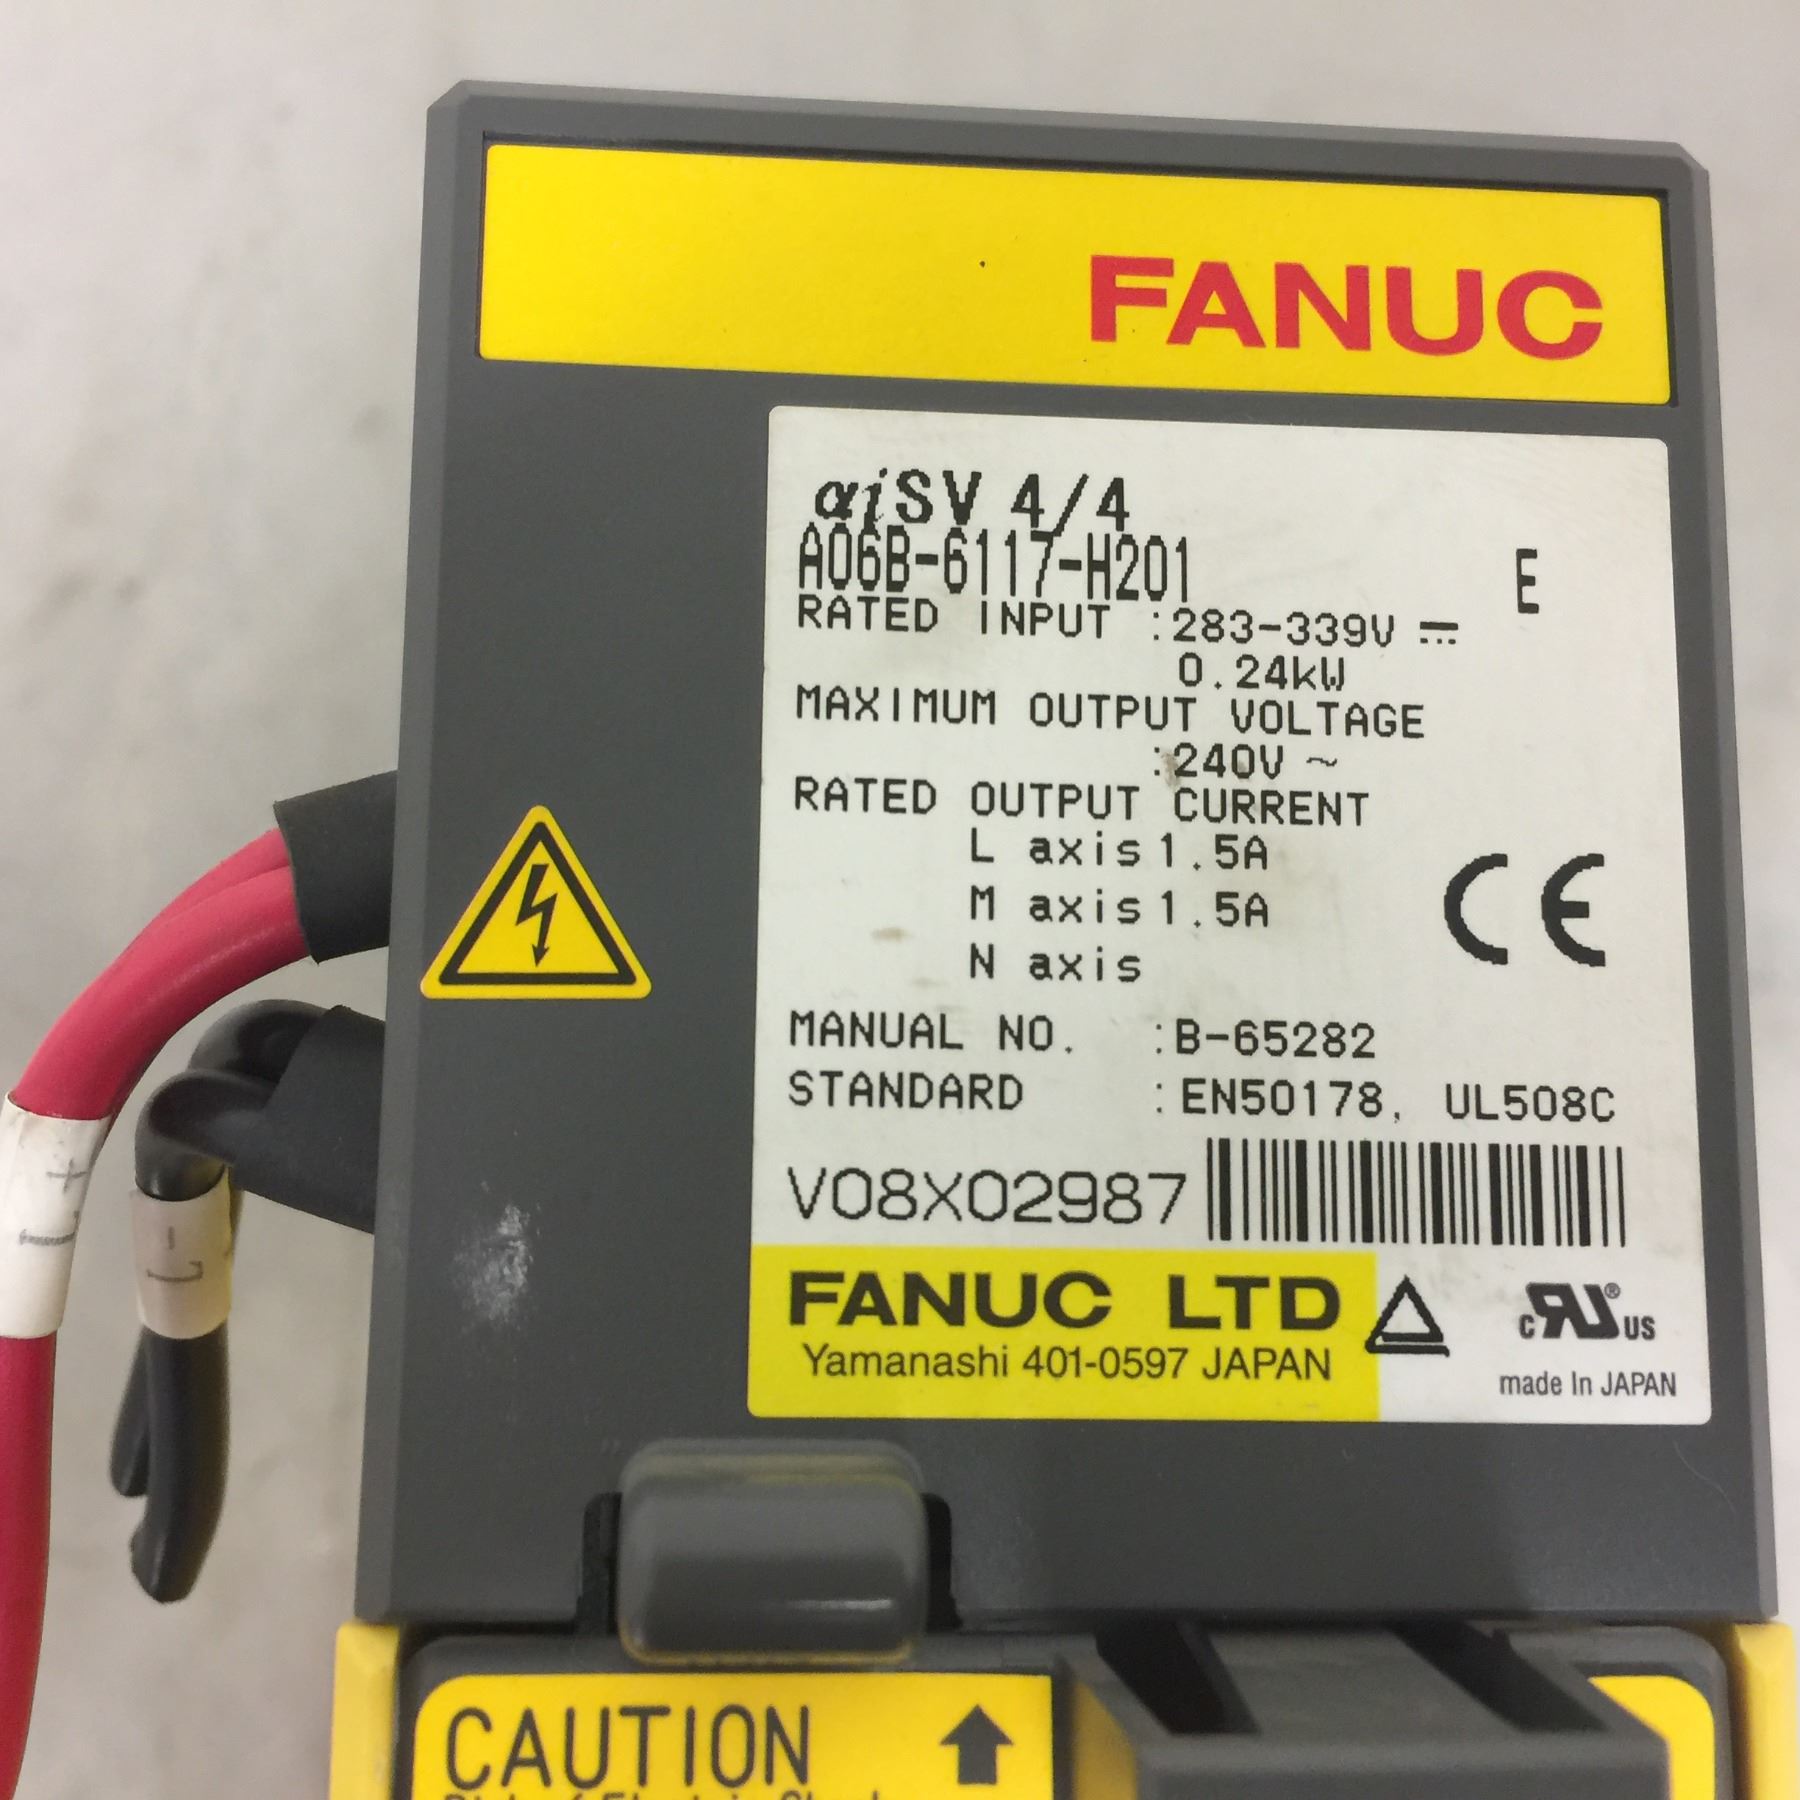 FANUC
αiSV 4/4
A06B-6117-H201
E
RATED INPUT :283-339V ⎓
0.24kW
MAXIMUM OUTPUT VOLTAGE
:240V ~
RATED OUTPUT CURRENT
L axis 1.5A
M axis 1.5A
N axis
CE
MANUAL NO. :B-65282
STANDARD :EN50178, UL508C
V08X02987
FANUC LTD
Yamanashi 401-0597 JAPAN
c RU ® US
made In JAPAN
L+
L-
CAUTION